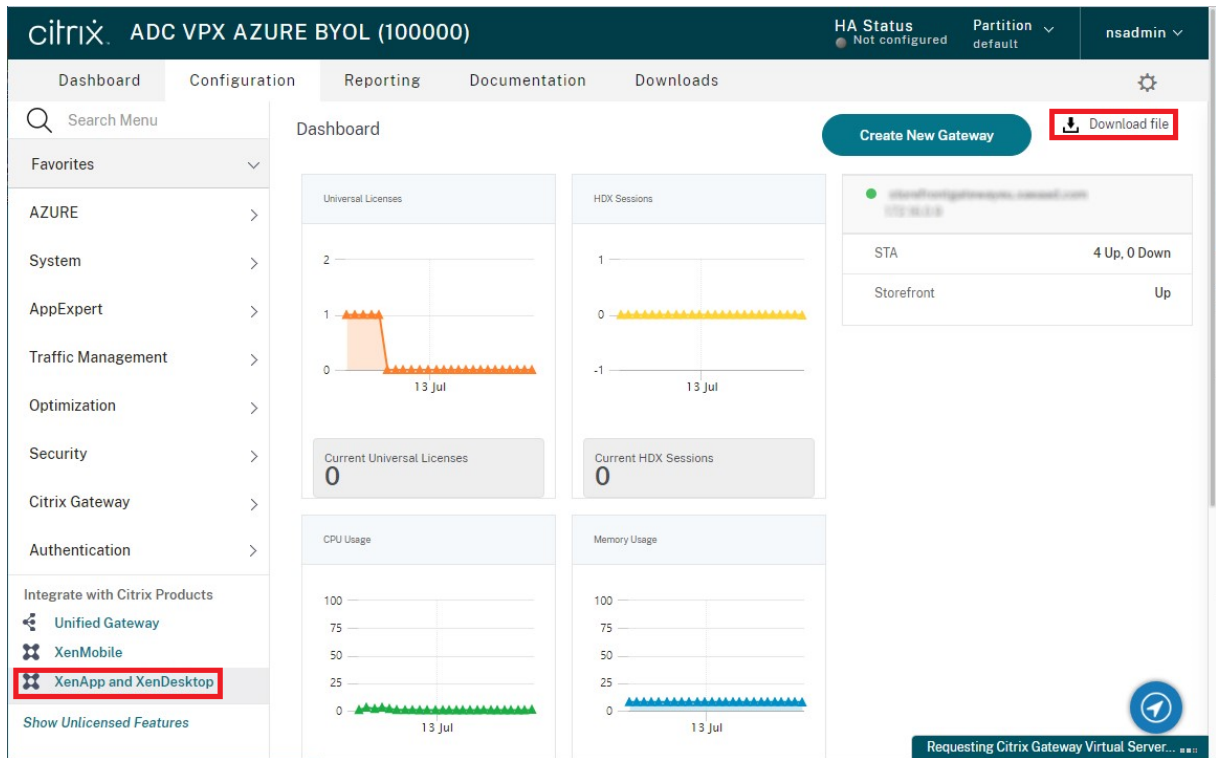 citrix ADC VPX AZURE BYOL (100000)
HA Status
Not configured
Partition
default
nsadmin
Dashboard Configuration Reporting Documentation Downloads
Search Menu
Favorites
AZURE
System
AppExpert
Traffic Management
Optimization
Security
Citrix Gateway
Authentication
Integrate with Citrix Products
Unified Gateway
XenMobile
XenApp and XenDesktop
Show Unlicensed Features
Dashboard
Create New Gateway
Download file
Universal Licenses
2
1
0
13 Jul
Current Universal Licenses
0
HDX Sessions
1
0
-1
13 Jul
Current HDX Sessions
0
STA 4 Up, 0 Down
Storefront Up
CPU Usage
100
75
50
25
0
13 Jul
Memory Usage
100
75
50
25
0
13 Jul
Requesting Citrix Gateway Virtual Server...